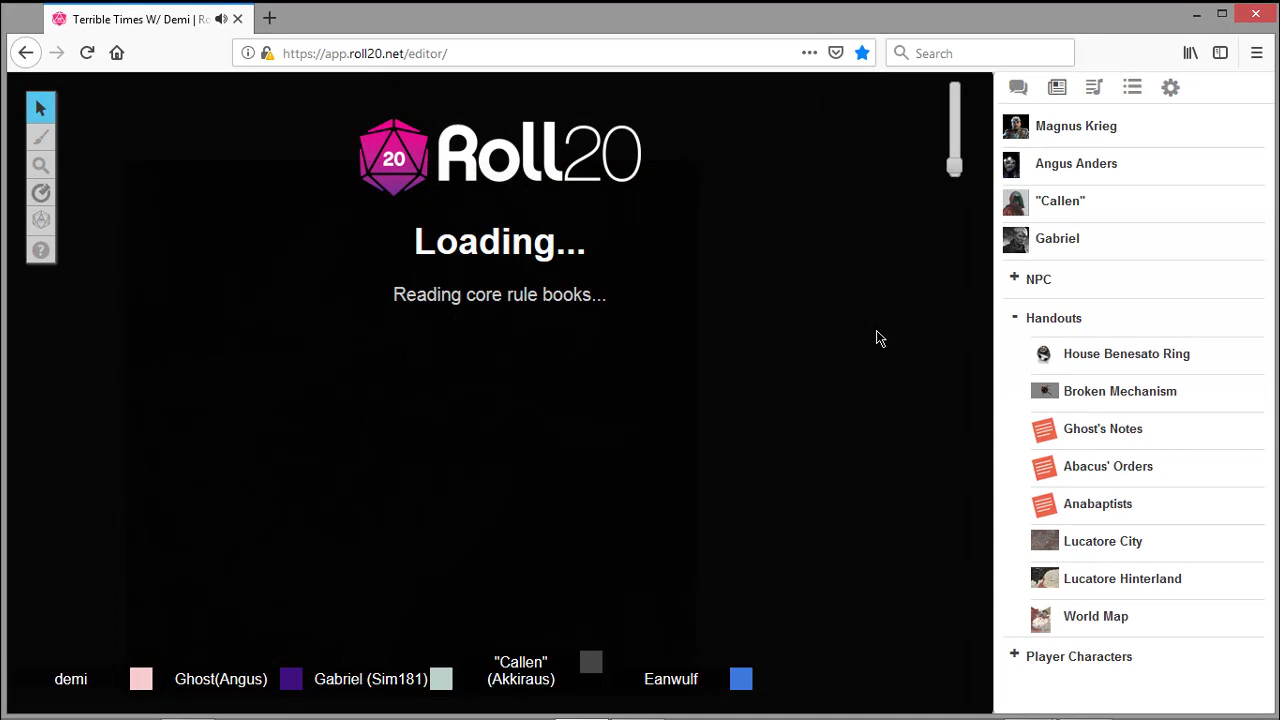 Terrible Times W/ Demi | Ro
https://app.roll20.net/editor/
Search
20
Roll20
Loading...
Reading core rule books...
Magnus Krieg
Angus Anders
"Callen"
Gabriel
+ NPC
- Handouts
House Benesato Ring
Broken Mechanism
Ghost's Notes
Abacus' Orders
Anabaptists
Lucatore City
Lucatore Hinterland
World Map
+ Player Characters
demi
Ghost(Angus)
Gabriel (Sim181)
"Callen"
(Akkiraus)
Eanwulf